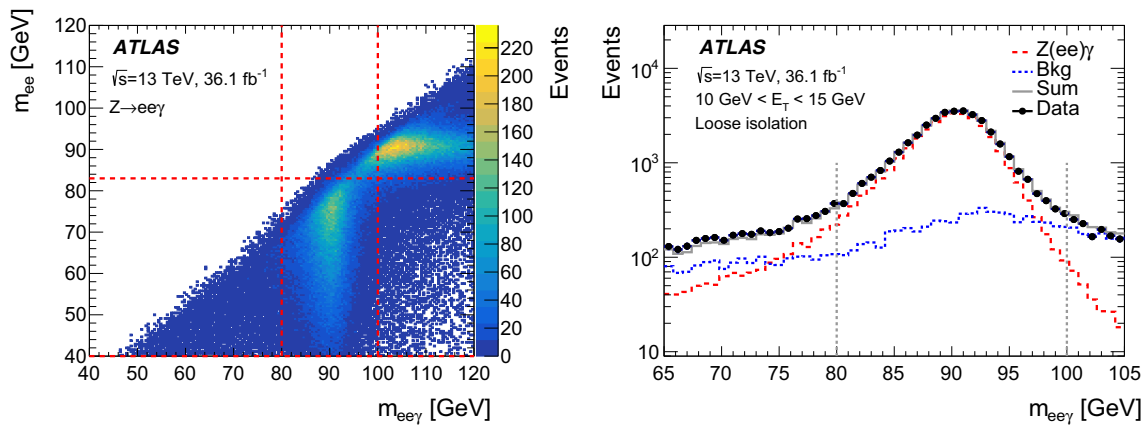 ATLAS
√s=13 TeV, 36.1 fb⁻¹
Z→eeγ
m_ee [GeV]
120
110
100
90
80
70
60
50
40
40 50 60 70 80 90 100 110 120
m_eeγ [GeV]
220
200
180
160
140
120
100
80
60
40
20
0
Events
ATLAS
√s=13 TeV, 36.1 fb⁻¹
10 GeV < E_T < 15 GeV
Loose isolation
Z(ee)γ
Bkg
Sum
Data
Events
10⁴
10³
10²
10
65 70 75 80 85 90 95 100 105
m_eeγ [GeV]